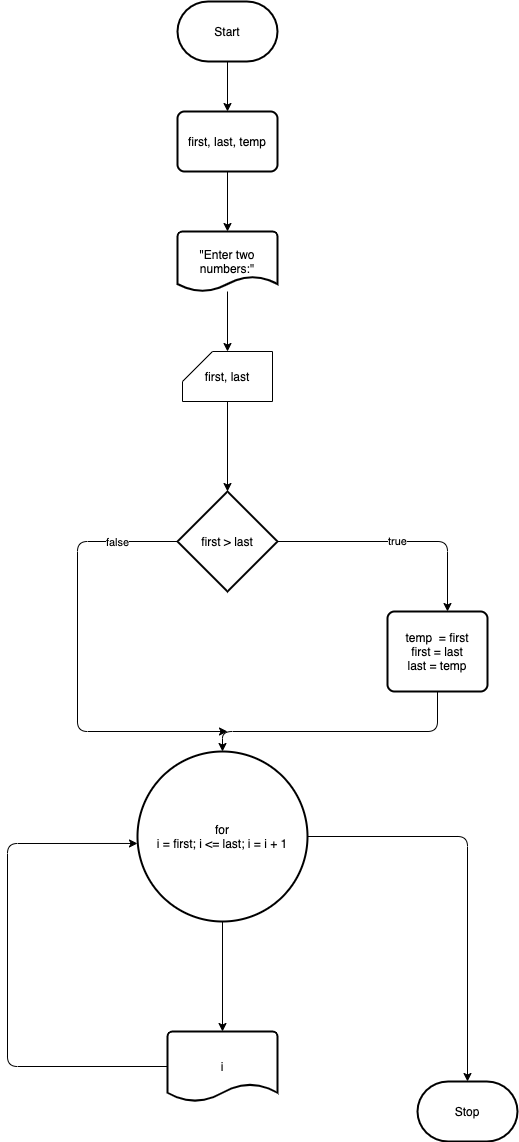 Start
first, last, temp
"Enter two
numbers:"
first, last
first > last
false
true
temp  = first
first = last
last = temp
for
i = first; i <= last; i = i + 1
i
Stop